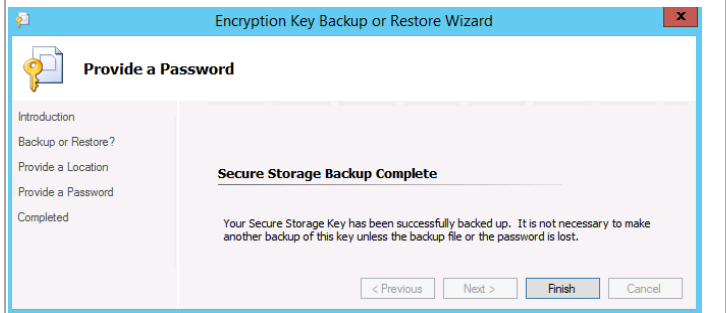 Encryption Key Backup or Restore Wizard
x
Provide a Password
Introduction
Backup or Restore?
Provide a Location
Provide a Password
Completed
Secure Storage Backup Complete
Your Secure Storage Key has been successfully backed up. It is not necessary to make
another backup of this key unless the backup file or the password is lost.
< Previous
Next >
Finish
Cancel